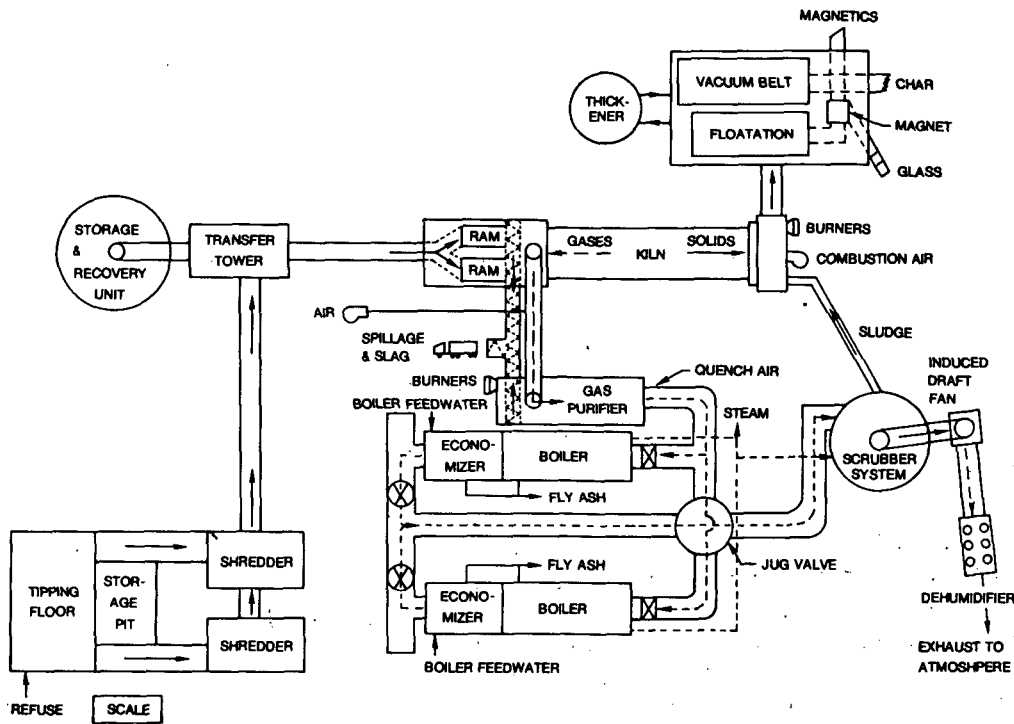 MAGNETICS
VACUUM BELT
CHAR
THICK-
ENER
MAGNET
FLOATATION
GLASS
STORAGE
&
RECOVERY
UNIT
TRANSFER
TOWER
RAM
RAM
GASES
SOLIDS
KILN
BURNERS
COMBUSTION AIR
AIR
SPILLAGE
& SLAG
SLUDGE
INDUCED
DRAFT
FAN
BURNERS
GAS
PURIFIER
QUENCH AIR
BOILER FEEDWATER
STEAM
ECONO-
MIZER
BOILER
SCRUBBER
SYSTEM
FLY ASH
JUG VALVE
FLY ASH
ECONO-
MIZER
BOILER
BOILER FEEDWATER
DEHUMIDIFIER
EXHAUST TO
ATMOSHPERE
TIPPING
FLOOR
STOR-
AGE
PIT
SHREDDER
SHREDDER
REFUSE
SCALE